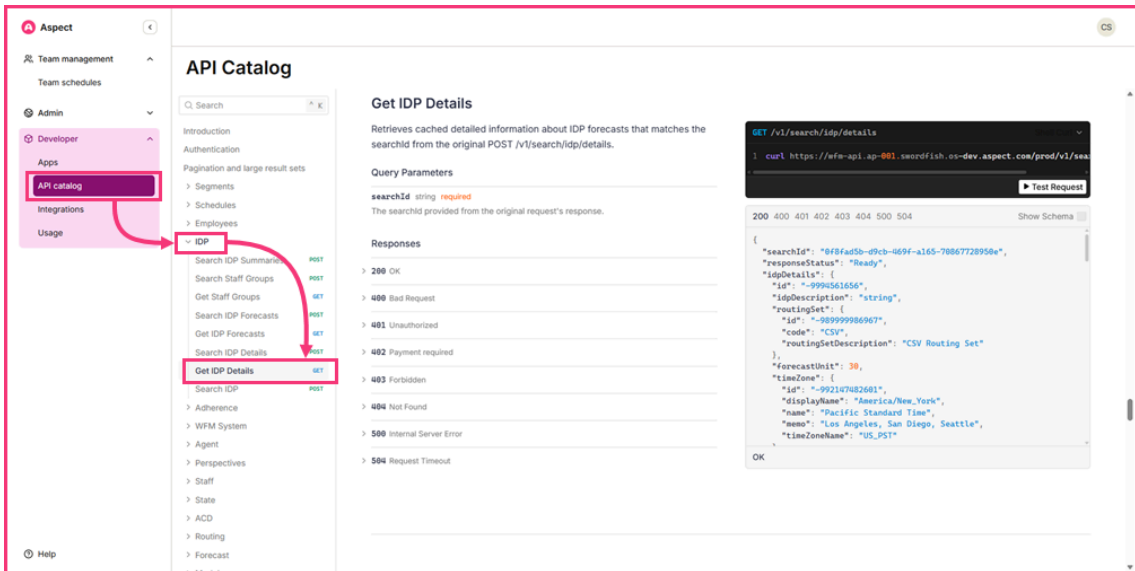 Aspect
CS
Team management
Team schedules
Admin
Developer
Apps
API catalog
Integrations
Usage
Help
API Catalog
Search
^ K
Introduction
Authentication
Pagination and large result sets
Segments
Schedules
Employees
IDP
Search IDP Summaries POST
Search Staff Groups POST
Get Staff Groups GET
Search IDP Forecasts POST
Get IDP Forecasts GET
Search IDP Details POST
Get IDP Details GET
Search IDP POST
Adherence
WFM System
Agent
Perspectives
Staff
State
ACD
Routing
Forecast
Get IDP Details
Retrieves cached detailed information about IDP forecasts that matches the
searchId from the original POST /v1/search/idp/details.
Query Parameters
searchId string required
The searchId provided from the original request's response.
Responses
200 OK
400 Bad Request
401 Unauthorized
402 Payment required
403 Forbidden
404 Not Found
500 Internal Server Error
504 Request Timeout
GET /v1/search/idp/details
1 curl https://wfm-api.ap-001.swordfish.os-dev.aspect.com/prod/v1/sea
Test Request
200 400 401 402 403 404 500 504 Show Schema
{
"searchId": "0f8fad5b-d9cb-469f-a165-70867728950e",
"responseStatus": "Ready",
"idpDetails": {
"id": "-9994561656",
"idpDescription": "string",
"routingSet": {
"id": "-989999986967",
"code": "CSV",
"routingSetDescription": "CSV Routing Set"
},
"forecastUnit": 30,
"timeZone": {
"id": "-992147482601",
"displayName": "America/New_York",
"name": "Pacific Standard Time",
"memo": "Los Angeles, San Diego, Seattle",
"timeZoneName": "US_PST"
OK